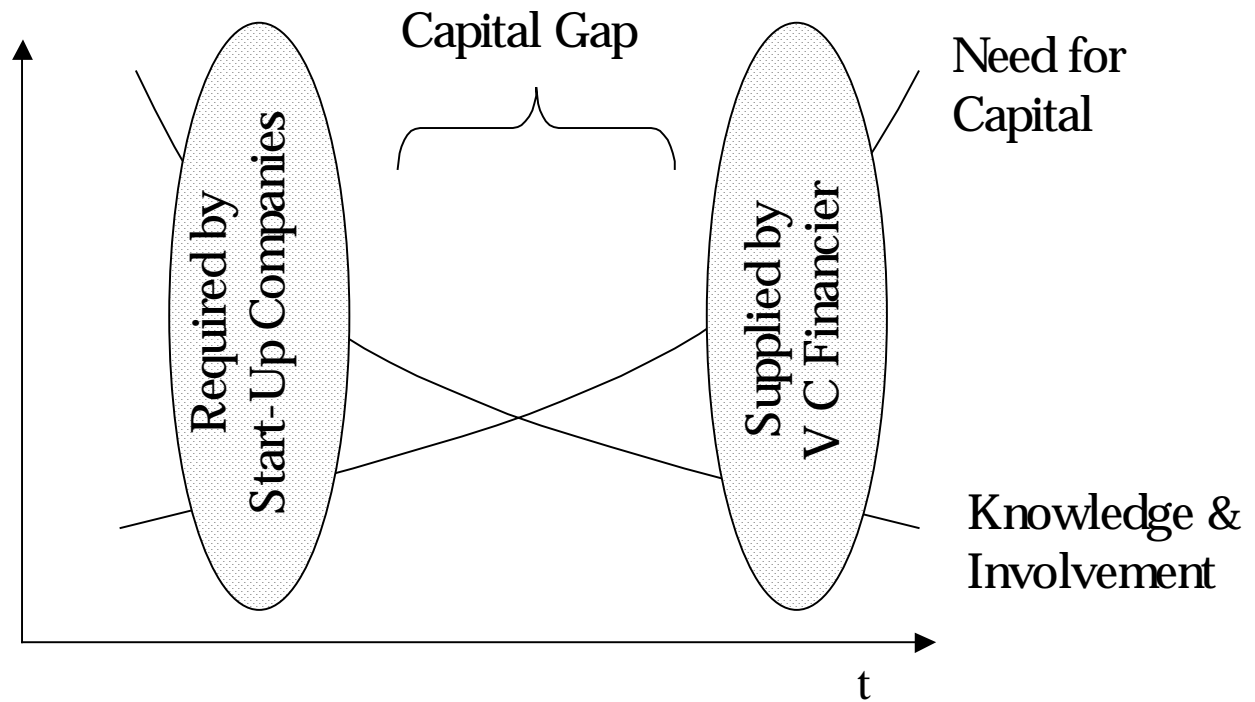 Capital Gap
Need for
Capital
Required by
Start-Up Companies
Supplied by
V C Financier
Knowledge &
Involvement
t